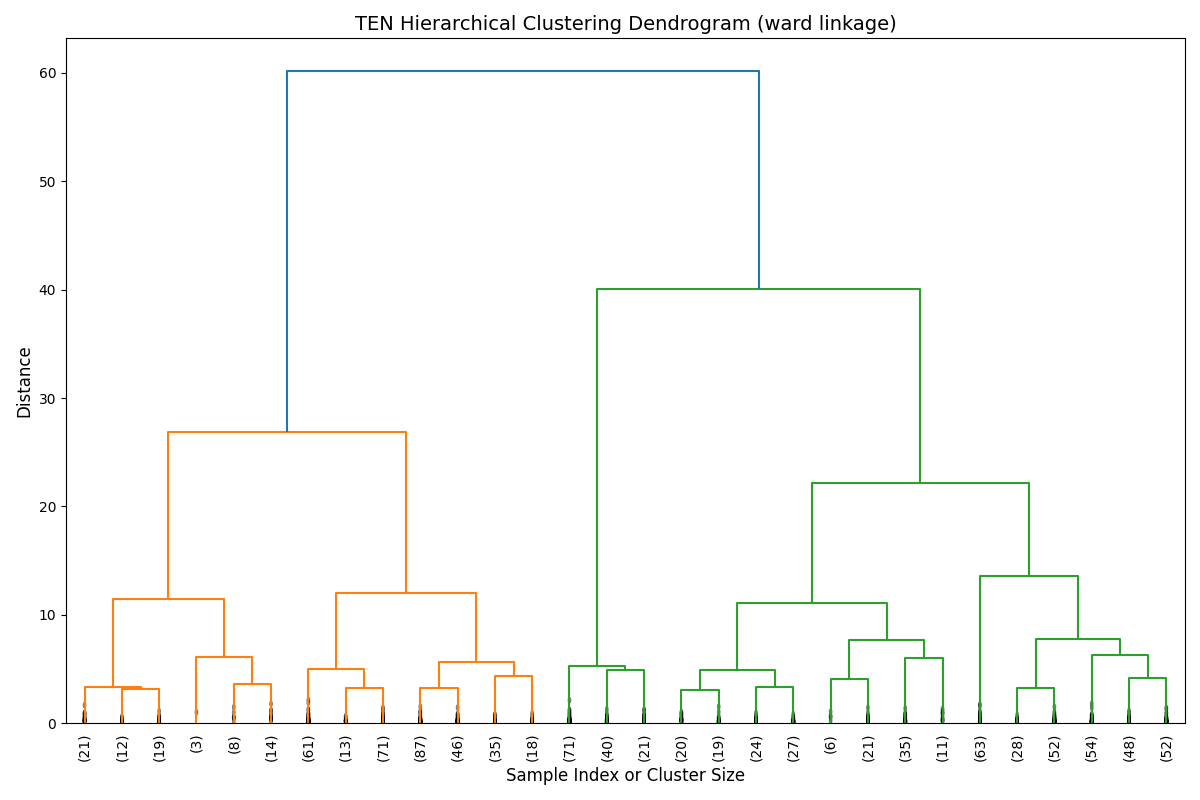 TEN Hierarchical Clustering Dendrogram (ward linkage)
60
50
40
30
20
10
0
Distance
(21) (12) (19) (3) (8) (14) (61) (13) (71) (87) (46) (35) (18) (71) (40) (21) (20) (19) (24) (27) (6) (21) (35) (11) (63) (28) (52) (54) (48) (52)
Sample Index or Cluster Size